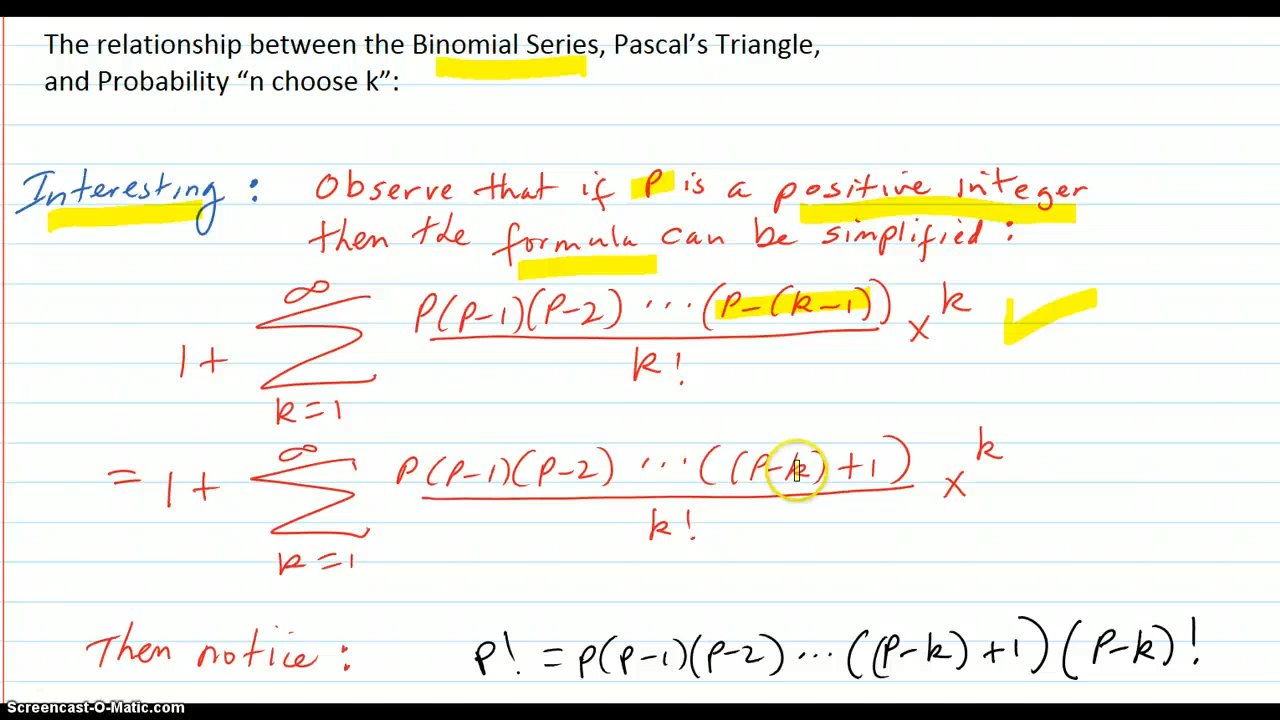 The relationship between the Binomial Series, Pascal's Triangle,
and Probability "n choose k":
Interesting: Observe that if P is a positive integer
then the formula can be simplified:
1 + ∞ Σ k=1 P(P-1)(P-2) ··· (P-(k-1)) / k! x^k ✓
= 1 + ∞ Σ k=1 P(P-1)(P-2) ··· ((P-k)+1) / k! x^k
Then notice: P! = P(P-1)(P-2) ··· ((P-k)+1)(P-k)!
Screencast-O-Matic.com